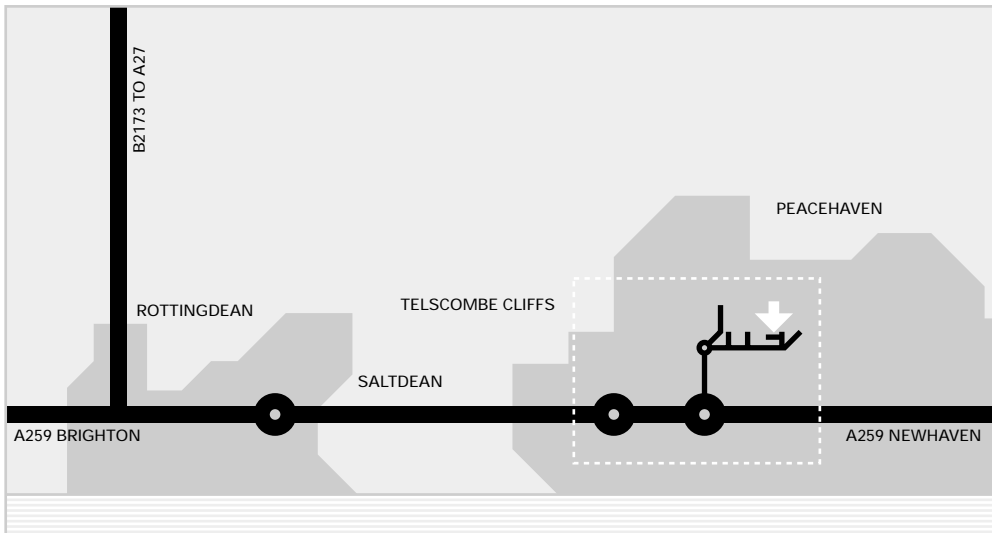 B2173 TO A27
PEACEHAVEN
ROTTINGDEAN
TELSCOMBE CLIFFS
SALTDEAN
A259 BRIGHTON
A259 NEWHAVEN